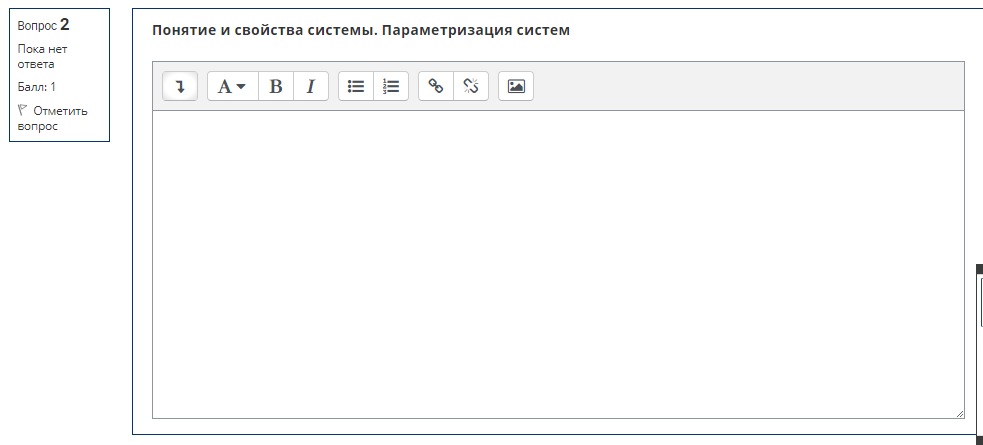 Вопрос 2
Пока нет
ответа
Балл: 1
Отметить
вопрос
Понятие и свойства системы. Параметризация систем
A B I